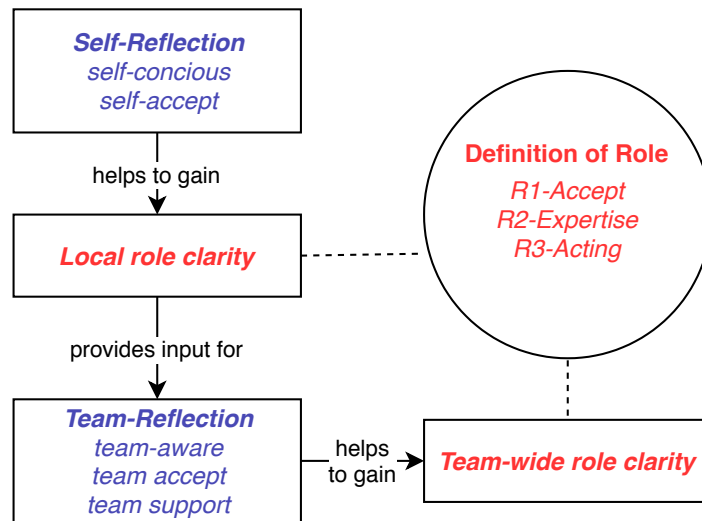 Self-Reflection
self-concious
self-accept
helps to gain
Local role clarity
provides input for
Team-Reflection
team-aware
team accept
team support
helps
to gain
Team-wide role clarity
Definition of Role
R1-Accept
R2-Expertise
R3-Acting